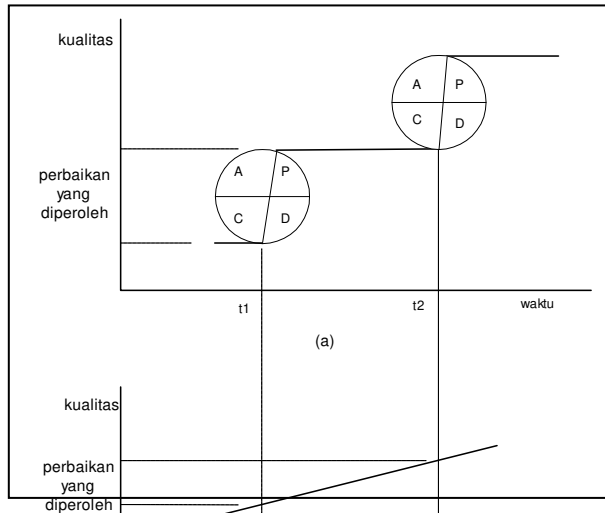 kualitas
A P
C D
perbaikan
yang
diperoleh
A P
C D
t1
t2
waktu
(a)
kualitas
perbaikan
yang
diperoleh